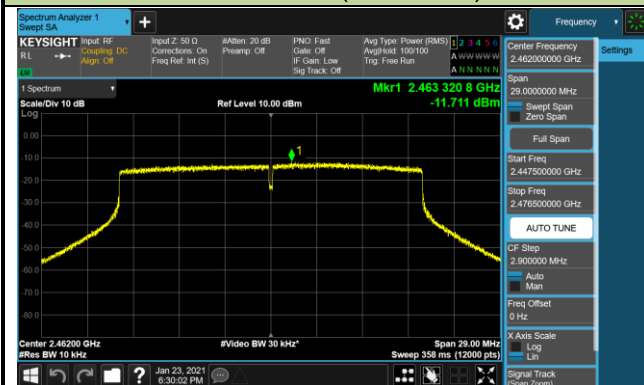 Spectrum Analyzer 1
Swept SA
Frequency
KEYSIGHT
RL
Input: RF
Coupling: DC
Align: Off
Input Z: 50 Ω
Corrections: On
Freq Ref: Int (S)
#Atten: 20 dB
Preamp: Off
PNO: Fast
Gate: Off
IF Gain: Low
Sig Track: Off
Avg Type: Power (RMS)
Avg|Hold: 100/100
Trig: Free Run
1 2 3 4 5 6
A W W W W W
A N N N N N
LNI
1 Spectrum
Scale/Div 10 dB
Log
Ref Level 10.00 dBm
Mkr1 2.463 320 8 GHz
-11.711 dBm
0.00
-10.0
-20.0
-30.0
-40.0
-50.0
-60.0
-70.0
-80.0
1
Center 2.46200 GHz
#Res BW 10 kHz
#Video BW 30 kHz*
Span 29.00 MHz
Sweep 358 ms (12000 pts)
Center Frequency
2.462000000 GHz
Settings
Span
29.0000000 MHz
Swept Span
Zero Span
Full Span
Start Freq
2.447500000 GHz
Stop Freq
2.476500000 GHz
AUTO TUNE
CF Step
2.900000 MHz
Auto
Man
Freq Offset
0 Hz
X Axis Scale
Log
Lin
Signal Track
(Span Zoom)
?
Jan 23, 2021
6:30:02 PM